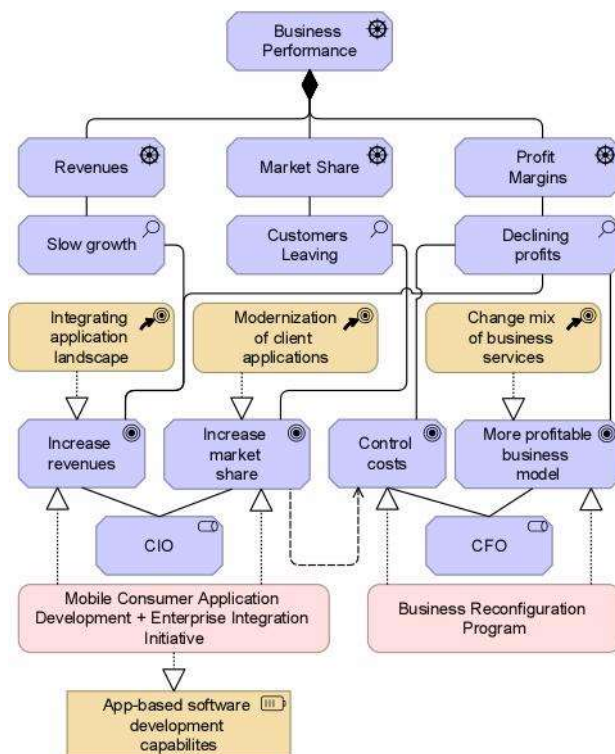 Business
Performance
Revenues
Market Share
Profit
Margins
Slow growth
Customers
Leaving
Declining
profits
Integrating
application
landscape
Modernization
of client
applications
Change mix
of business
services
Increase
revenues
Increase
market
share
Control
costs
More profitable
business
model
CIO
CFO
Mobile Consumer Application
Development + Enterprise Integration
Initiative
Business Reconfiguration
Program
App-based software
development
capabilites